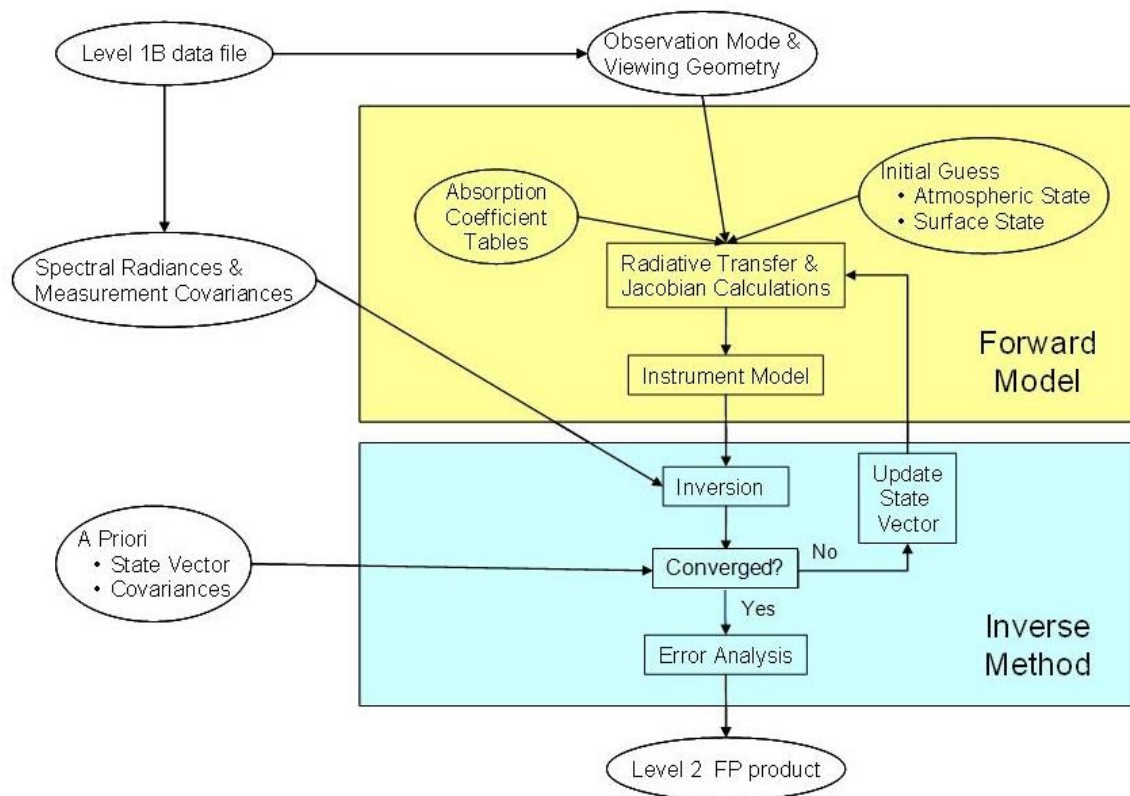 Level 1B data file
Observation Mode &
Viewing Geometry
Absorption
Coefficient
Tables
Initial Guess
• Atmospheric State
• Surface State
Spectral Radiances &
Measurement Covariances
Radiative Transfer &
Jacobian Calculations
Instrument Model
Forward
Model
Inversion
Update
State
Vector
A Priori
• State Vector
• Covariances
Converged?
No
Yes
Error Analysis
Inverse
Method
Level 2 FP product